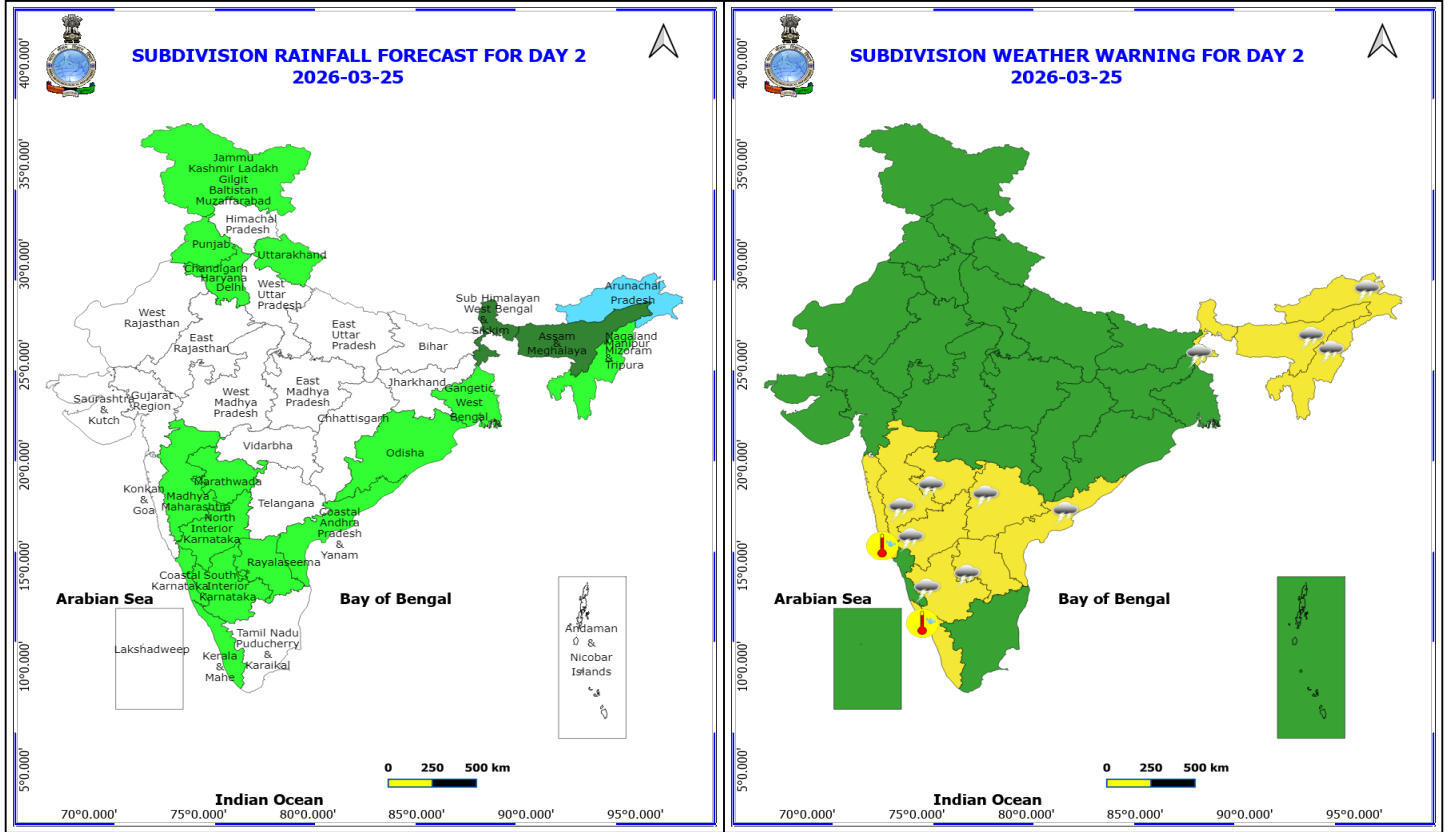 SUBDIVISION RAINFALL FORECAST FOR DAY 2
2026-03-25
40°0.000'
35°0.000'
30°0.000'
25°0.000'
20°0.000'
15°0.000'
10°0.000'
5°0.000'
Jammu
Kashmir Ladakh
Gilgit
Baltistan
Muzaffarabad
Himachal
Pradesh
Punjab
Uttarakhand
Chandigarh
Haryana
Delhi
West
Uttar
Pradesh
West
Rajasthan
East
Rajasthan
East
Uttar
Pradesh
Bihar
Sub Himalayan
West Bengal
&
Sikkim
Arunachal
Pradesh
Assam
&
Meghalaya
Nagaland
Manipur
Mizoram
&
Tripura
Saurashtra
&
Kutch
Gujarat
Region
West
Madhya
Pradesh
East
Madhya
Pradesh
Jharkhand
Gangetic
West
Bengal
Chhattisgarh
Vidarbha
Odisha
Konkan
&
Goa
Marathwada
Madhya
Maharashtra
North
Interior
Karnataka
Telangana
Coastal
Andhra
Pradesh
&
Yanam
Rayalaseema
Coastal
Karnataka
South
Interior
Karnataka
Arabian Sea
Bay of Bengal
Lakshadweep
Kerala
&
Mahe
Tamil Nadu
Puducherry
&
Karaikal
Andaman
&
Nicobar
Islands
0 250 500 km
Indian Ocean
70°0.000' 75°0.000' 80°0.000' 85°0.000' 90°0.000' 95°0.000'
SUBDIVISION WEATHER WARNING FOR DAY 2
2026-03-25
40°0.000'
35°0.000'
30°0.000'
25°0.000'
20°0.000'
15°0.000'
10°0.000'
5°0.000'
Arabian Sea
Bay of Bengal
0 250 500 km
Indian Ocean
70°0.000' 75°0.000' 80°0.000' 85°0.000' 90°0.000' 95°0.000'